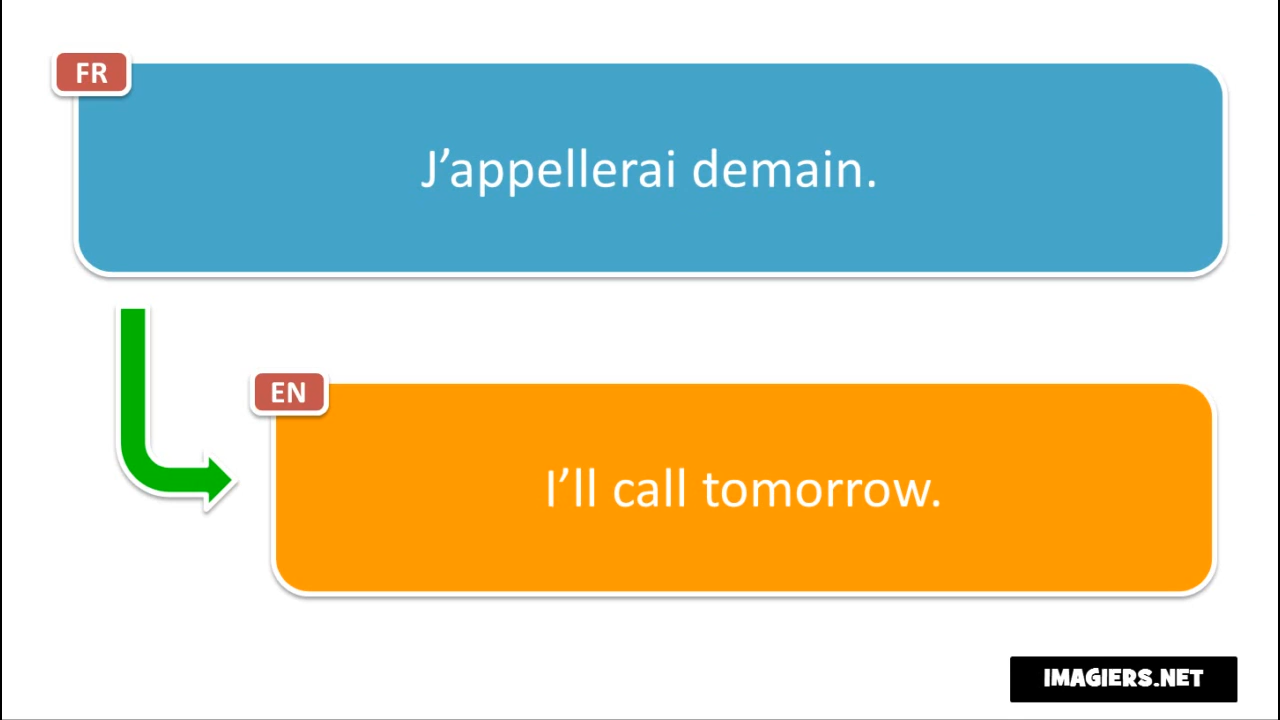 FR
J’appellerai demain.
EN
I’ll call tomorrow.
IMAGIERS.NET